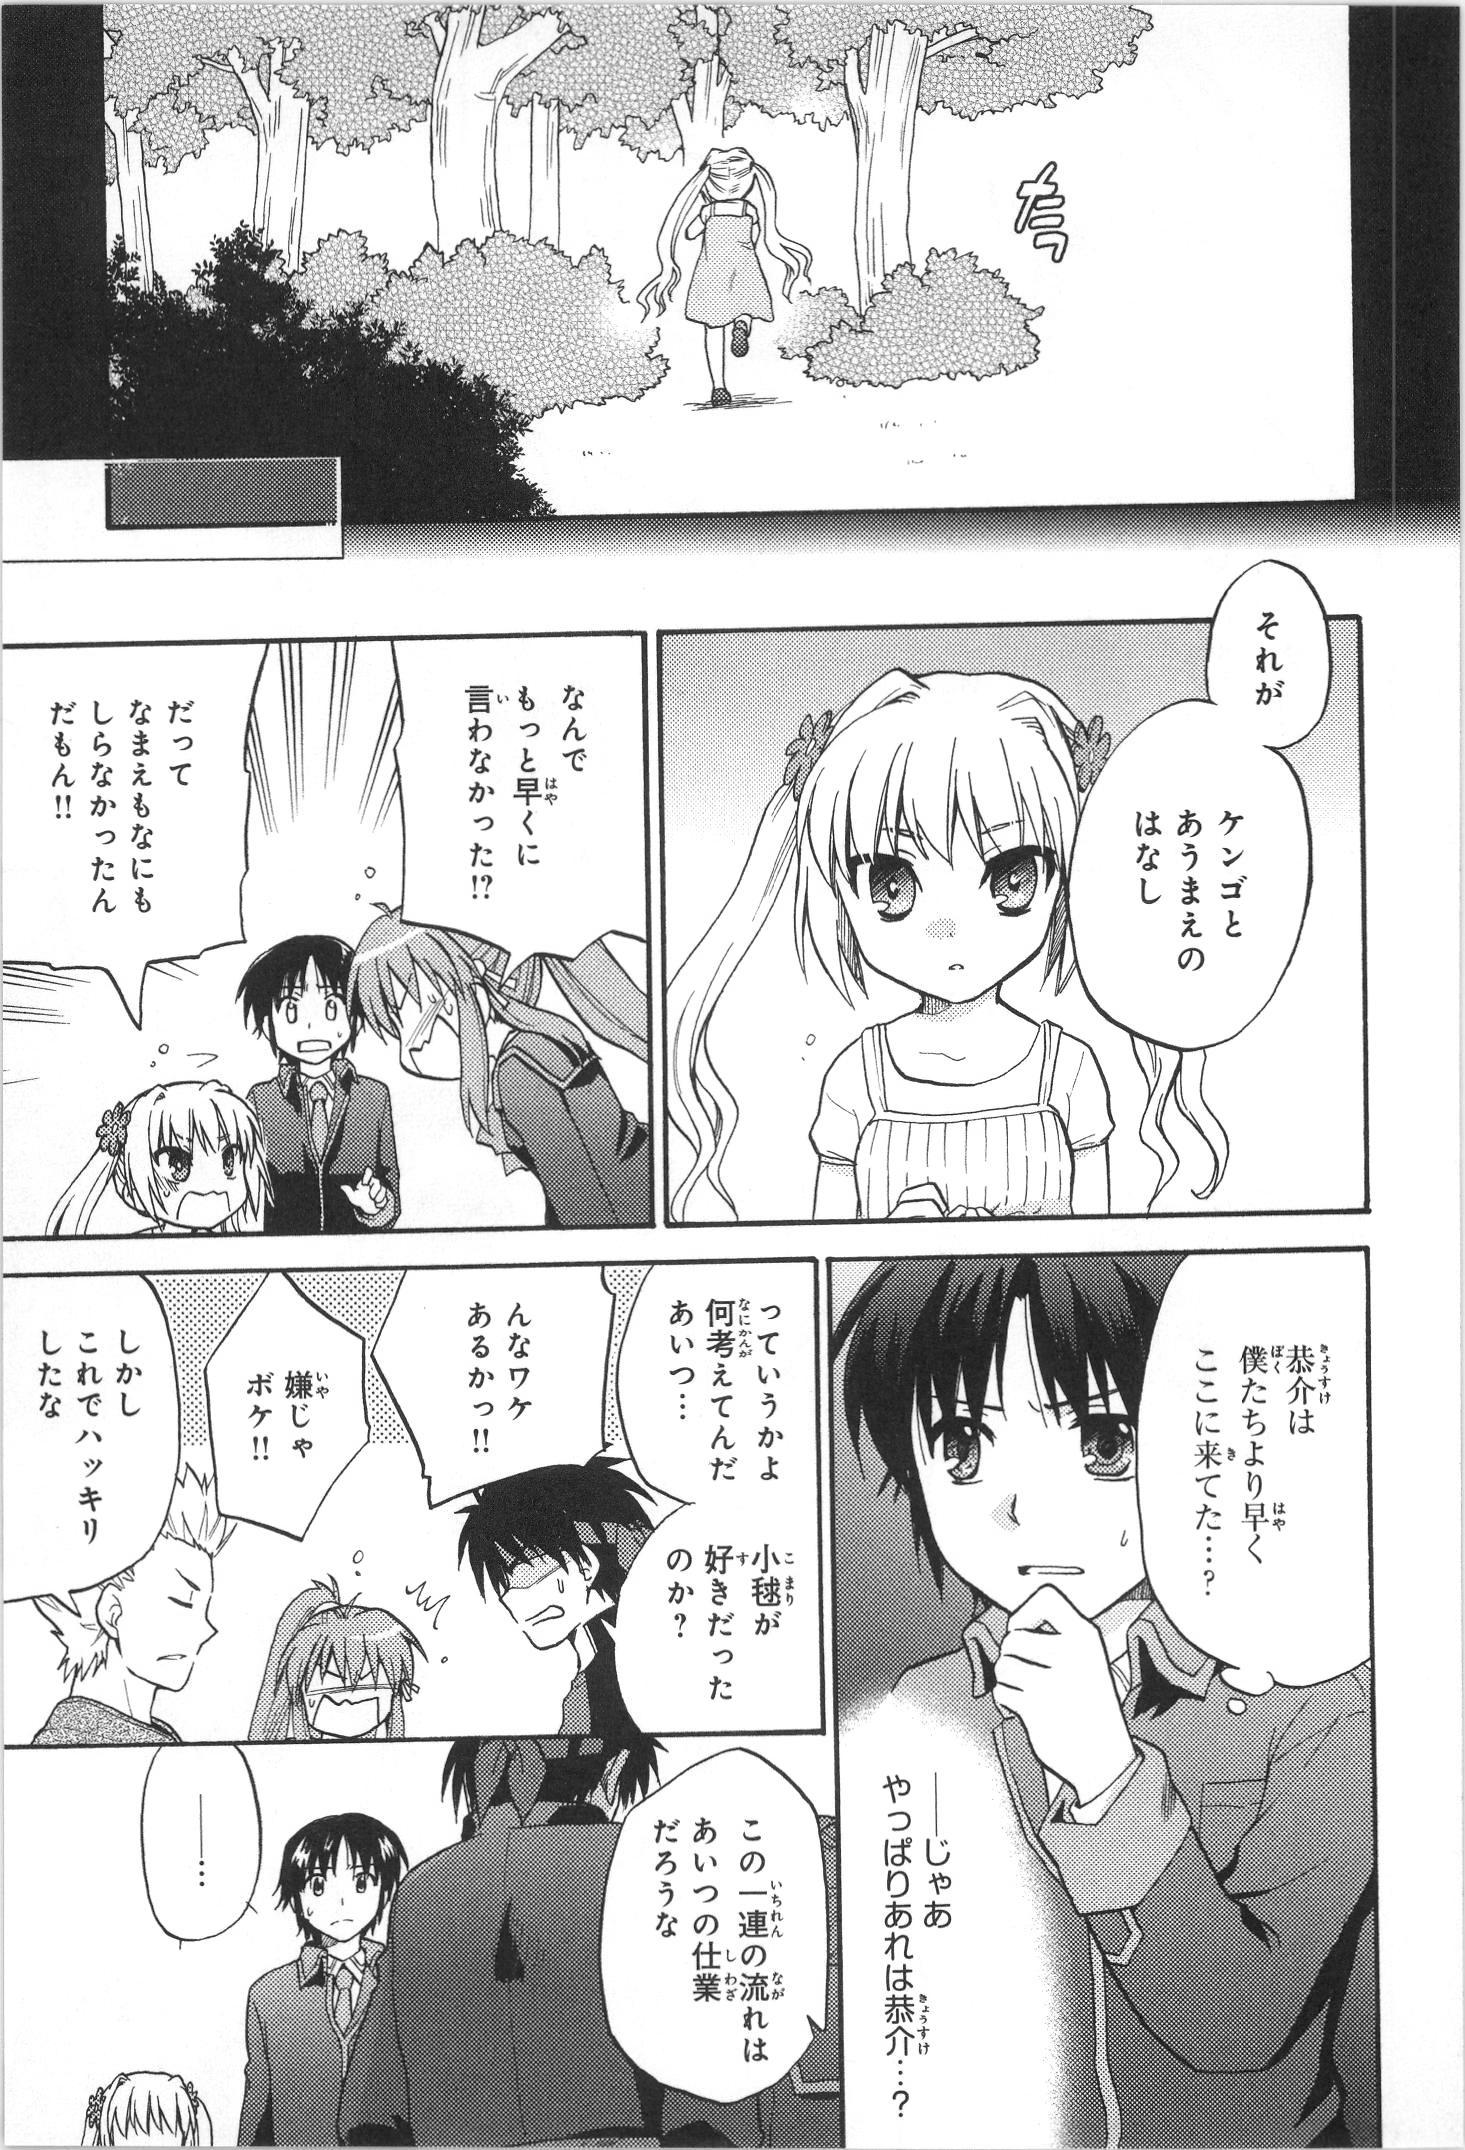 たっ
それが
ケンゴと
あうまえの
はなし
なんで
もっと早くに
言わなかった!?
だって
なまえもなにも
しらなかったん
だもん!!
恭介は
僕たちより早く
ここに来てた…?
──じゃあ
やっぱりあれは恭介…?
っていうかよ
何考えてんだ
あいつ…
小毬が
好きだった
のか?
んなワケ
あるかっ!!
嫌じゃ
ボケ!!
しかし
これでハッキリ
したな
この一連の流れは
あいつの仕業
だろうな
──…